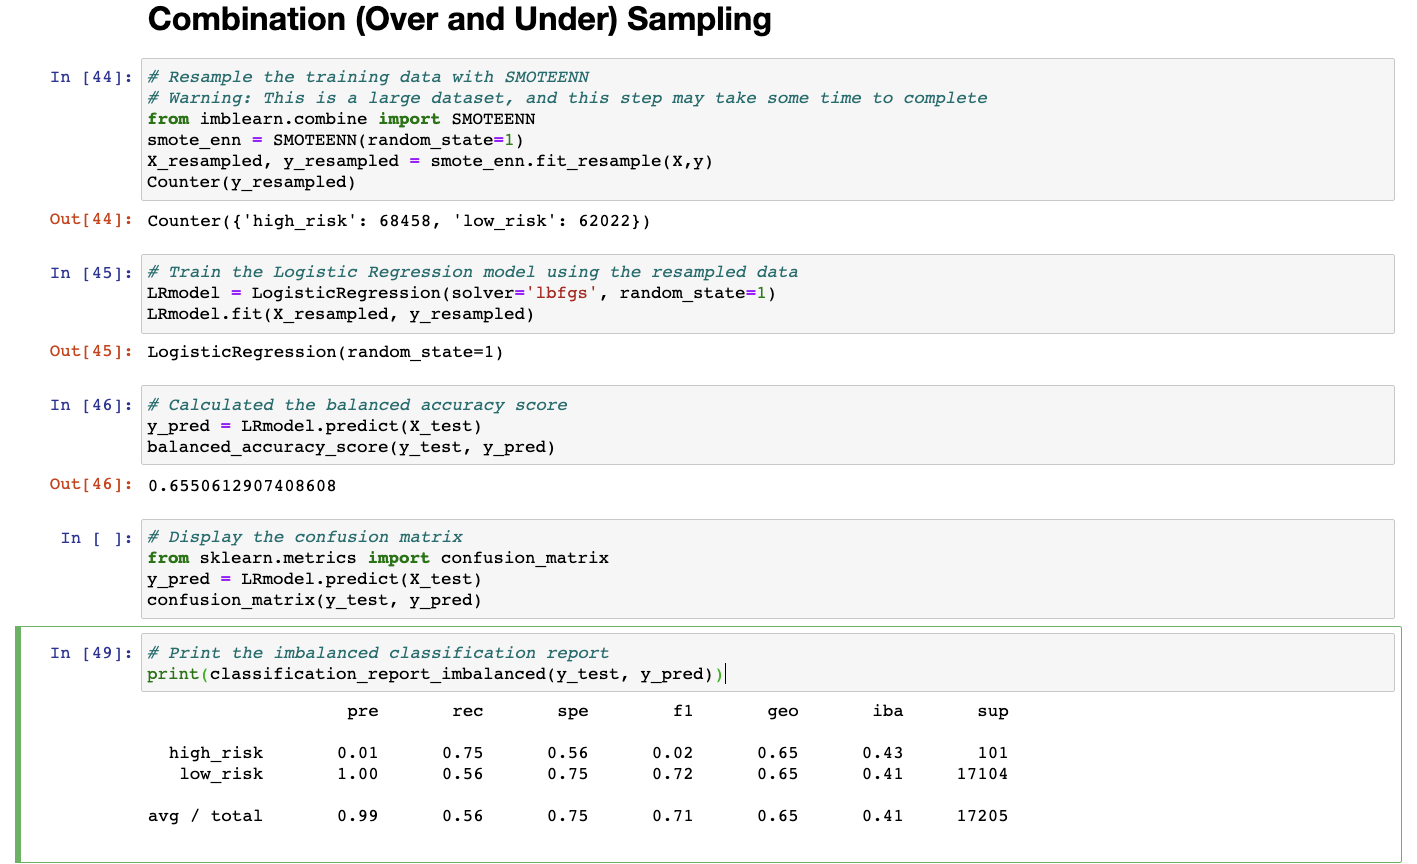 Combination (Over and Under) Sampling
In [44]:
# Resample the training data with SMOTEENN
# Warning: This is a large dataset, and this step may take some time to complete
from imblearn.combine import SMOTEENN
smote_enn = SMOTEENN(random_state=1)
X_resampled, y_resampled = smote_enn.fit_resample(X,y)
Counter(y_resampled)
Out[44]: Counter({'high_risk': 68458, 'low_risk': 62022})
In [45]:
# Train the Logistic Regression model using the resampled data
LRmodel = LogisticRegression(solver='lbfgs', random_state=1)
LRmodel.fit(X_resampled, y_resampled)
Out[45]: LogisticRegression(random_state=1)
In [46]:
# Calculated the balanced accuracy score
y_pred = LRmodel.predict(X_test)
balanced_accuracy_score(y_test, y_pred)
Out[46]: 0.6550612907408608
In [ ]:
# Display the confusion matrix
from sklearn.metrics import confusion_matrix
y_pred = LRmodel.predict(X_test)
confusion_matrix(y_test, y_pred)
In [49]:
# Print the imbalanced classification report
print(classification_report_imbalanced(y_test, y_pred))
pre rec spe f1 geo iba sup
high_risk 0.01 0.75 0.56 0.02 0.65 0.43 101
low_risk 1.00 0.56 0.75 0.72 0.65 0.41 17104
avg / total 0.99 0.56 0.75 0.71 0.65 0.41 17205